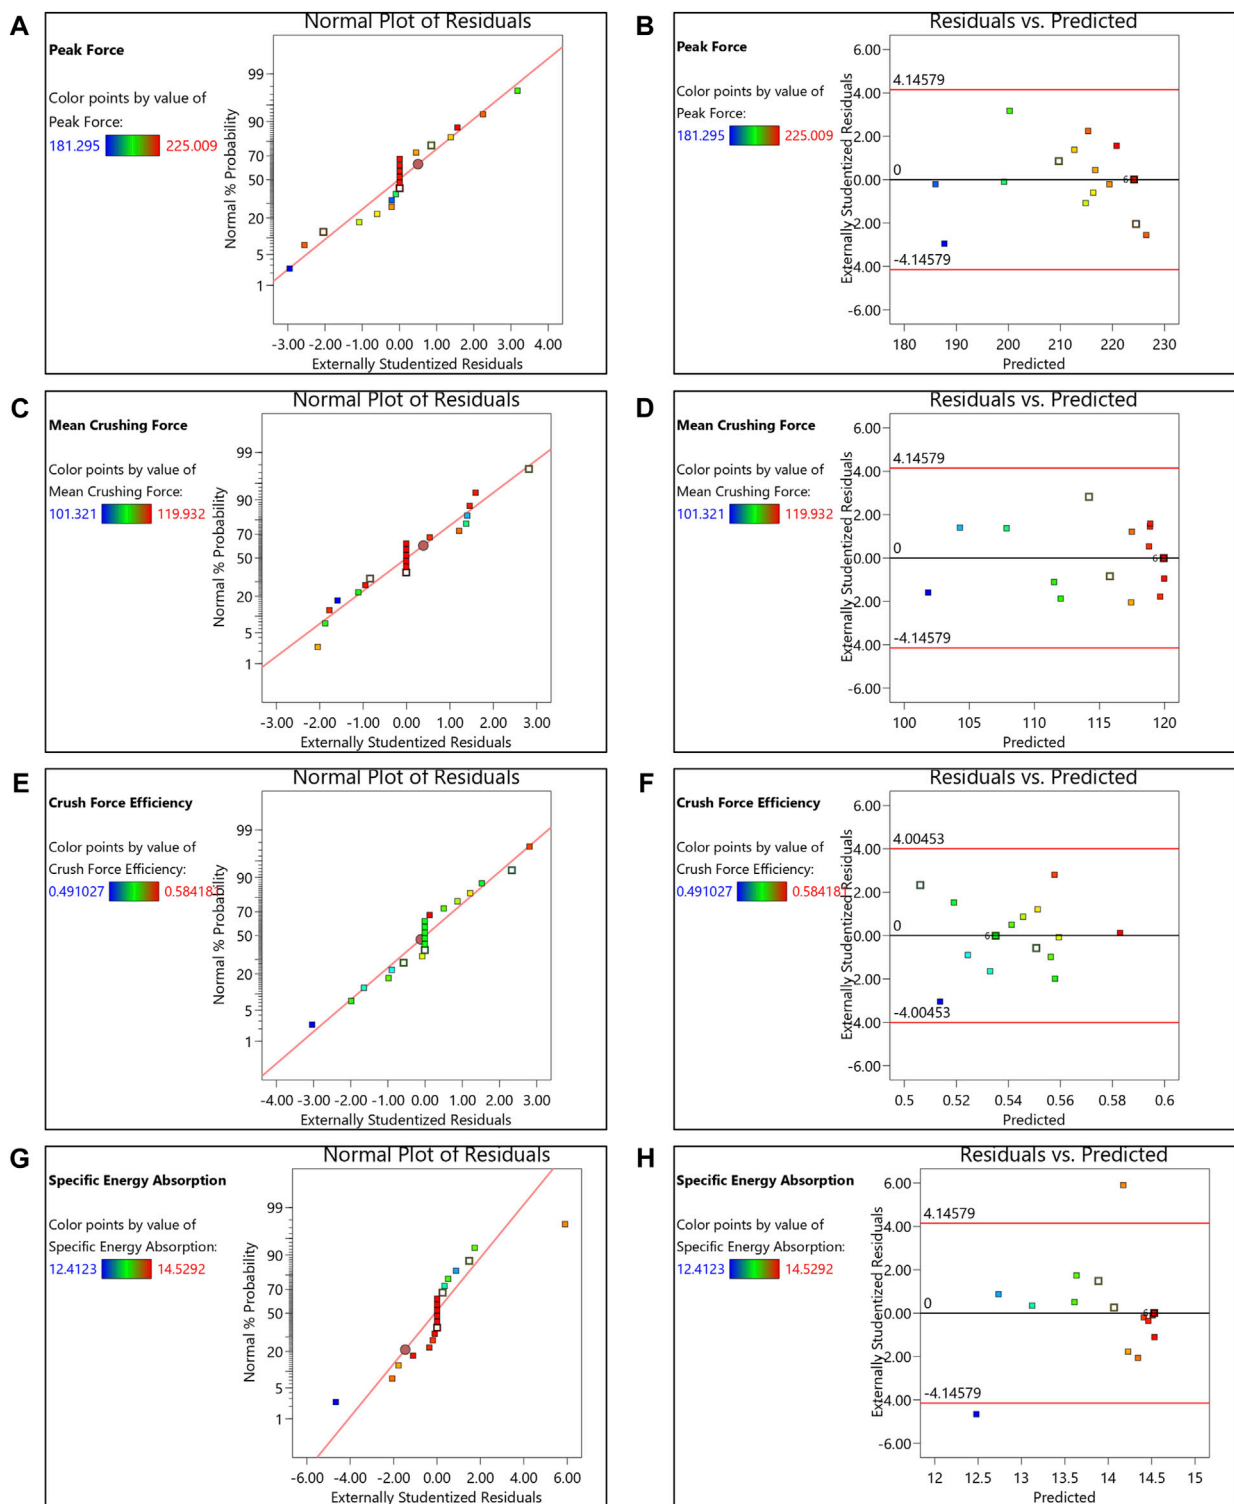 A
Normal Plot of Residuals
Peak Force
Color points by value of
Peak Force:
181.295 225.009
Normal % Probability
99
90
70
50
20
5
1
-3.00 -2.00 -1.00 0.00 1.00 2.00 3.00 4.00
Externally Studentized Residuals
B
Residuals vs. Predicted
Peak Force
Color points by value of
Peak Force:
181.295 225.009
Externally Studentized Residuals
6.00
4.00
2.00
0.00
-2.00
-4.00
-6.00
4.14579
0
6
-4.14579
180 190 200 210 220 230
Predicted
C
Normal Plot of Residuals
Mean Crushing Force
Color points by value of
Mean Crushing Force:
101.321 119.932
Normal % Probability
99
90
70
50
20
5
1
-3.00 -2.00 -1.00 0.00 1.00 2.00 3.00
Externally Studentized Residuals
D
Residuals vs. Predicted
Mean Crushing Force
Color points by value of
Mean Crushing Force:
101.321 119.932
Externally Studentized Residuals
6.00
4.00
2.00
0.00
-2.00
-4.00
-6.00
4.14579
0
6
-4.14579
100 105 110 115 120
Predicted
E
Normal Plot of Residuals
Crush Force Efficiency
Color points by value of
Crush Force Efficiency:
0.491027 0.584181
Normal % Probability
99
90
70
50
20
5
1
-4.00 -3.00 -2.00 -1.00 0.00 1.00 2.00 3.00
Externally Studentized Residuals
F
Residuals vs. Predicted
Crush Force Efficiency
Color points by value of
Crush Force Efficiency:
0.491027 0.584181
Externally Studentized Residuals
6.00
4.00
2.00
0.00
-2.00
-4.00
-6.00
4.00453
0
6
-4.00453
0.5 0.52 0.54 0.56 0.58 0.6
Predicted
G
Normal Plot of Residuals
Specific Energy Absorption
Color points by value of
Specific Energy Absorption:
12.4123 14.5292
Normal % Probability
99
90
70
50
20
5
1
-6.00 -4.00 -2.00 0.00 2.00 4.00 6.00
Externally Studentized Residuals
H
Residuals vs. Predicted
Specific Energy Absorption
Color points by value of
Specific Energy Absorption:
12.4123 14.5292
Externally Studentized Residuals
6.00
4.00
2.00
0.00
-2.00
-4.00
-6.00
4.14579
0
6
-4.14579
12 12.5 13 13.5 14 14.5 15
Predicted